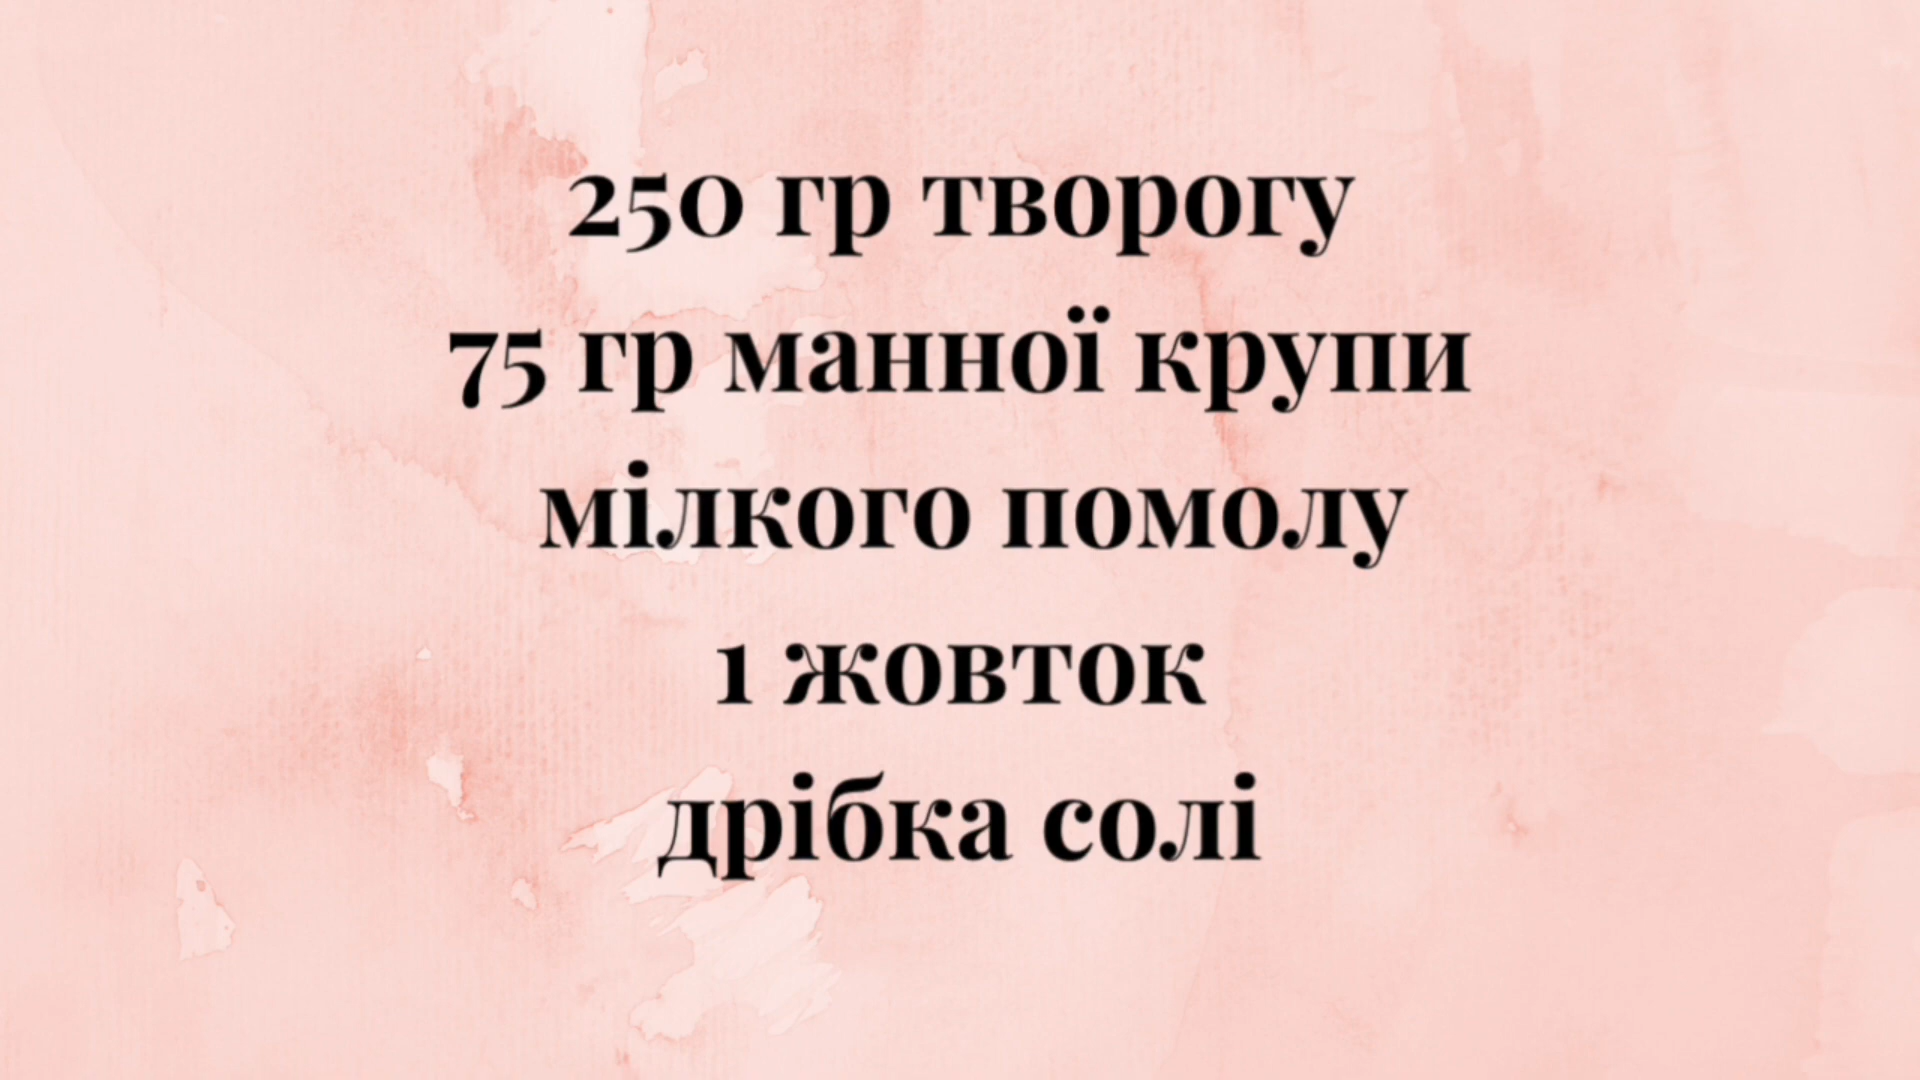 250 гр творогу
75 гр манної крупи
мілкого помолу
1 жовток
дрібка солі